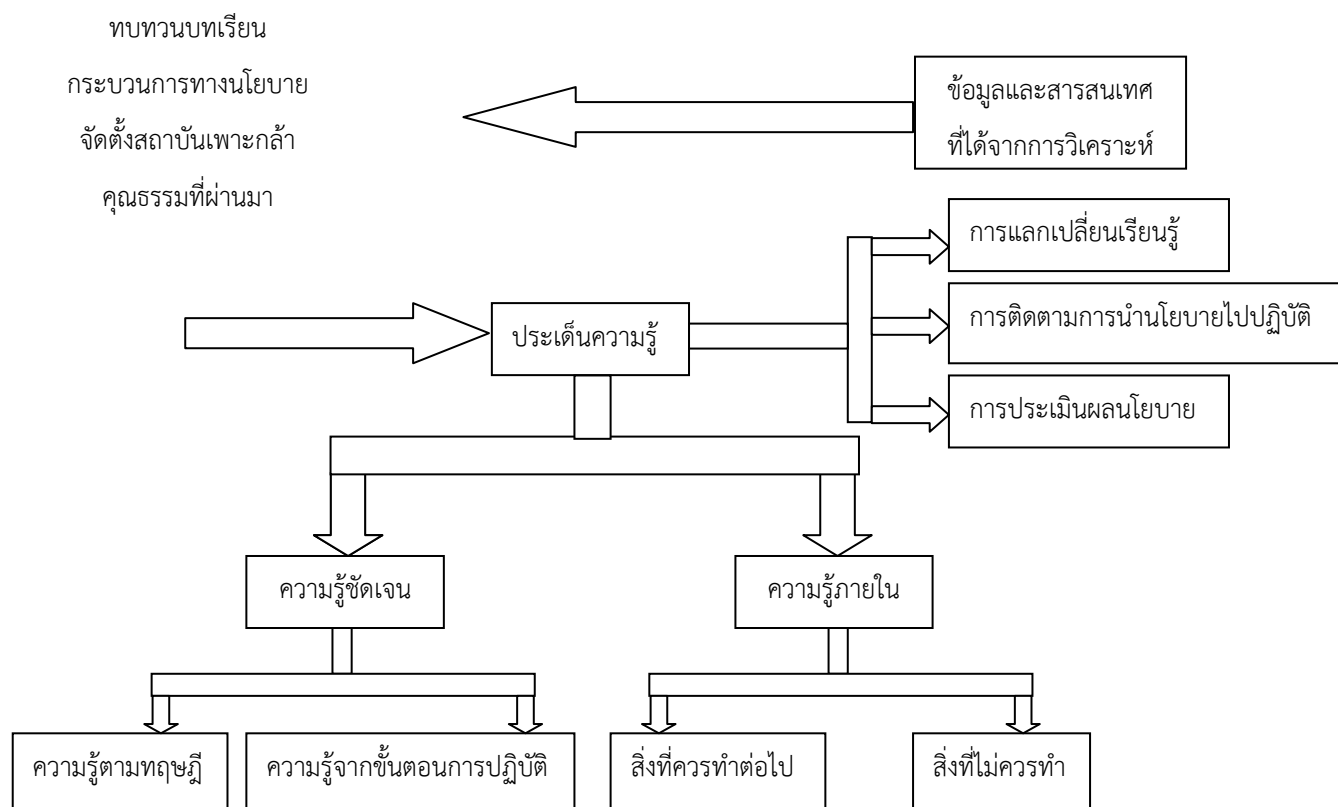 ทบทวนบทเรียน
กระบวนการทางนโยบาย
จัดตั้งสถาบันเพาะกล้า
คุณธรรมที่ผ่านมา
ข้อมูลและสารสนเทศ
ที่ได้จากการวิเคราะห์
การแลกเปลี่ยนเรียนรู้
ประเด็นความรู้
การติดตามการนำนโยบายไปปฏิบัติ
การประเมินผลนโยบาย
ความรู้ชัดเจน
ความรู้ภายใน
ความรู้ตามทฤษฎี
ความรู้จากขั้นตอนการปฏิบัติ
สิ่งที่ควรทำต่อไป
สิ่งที่ไม่ควรทำ